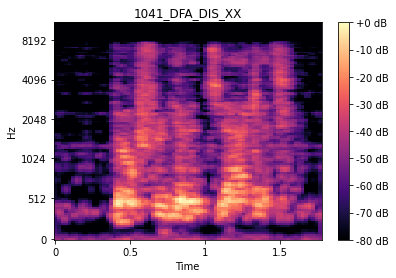 1041_DFA_DIS_XX
+0 dB
8192
-10 dB
4096
-20 dB
-30 dB
2048
Hz
-40 dB
1024
-50 dB
512
-60 dB
-70 dB
0
-80 dB
0
0.5
1
1.5
Time